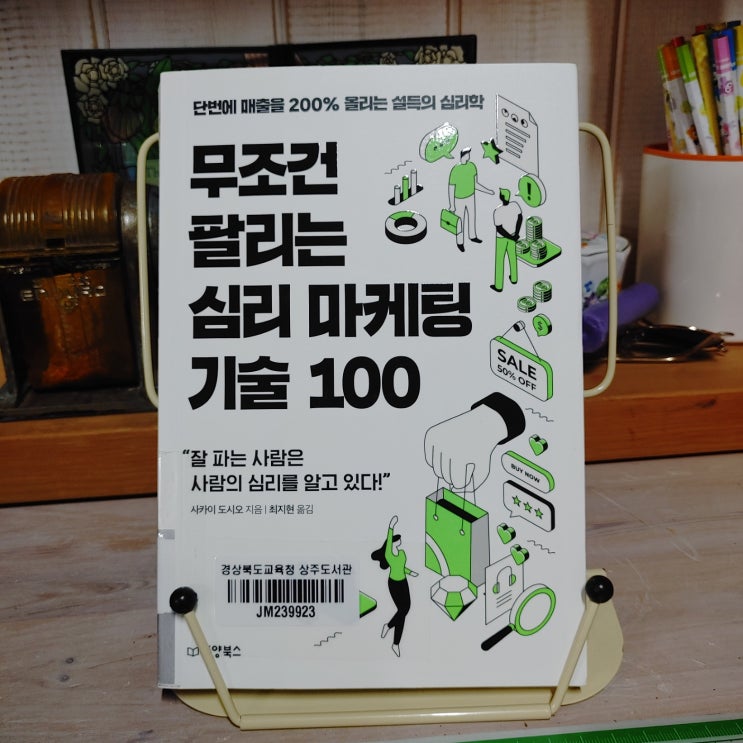 단번에 매출을 200% 올리는 설득의 심리학
무조건
팔리는
심리 마케팅
기술 100
SALE
50% OFF
BUY NOW
“잘 파는 사람은
사람의 심리를 알고 있다!”
사카이 도시오 지음 | 최지현 옮김
경상북도교육청 상주도서관
JM239923
북스